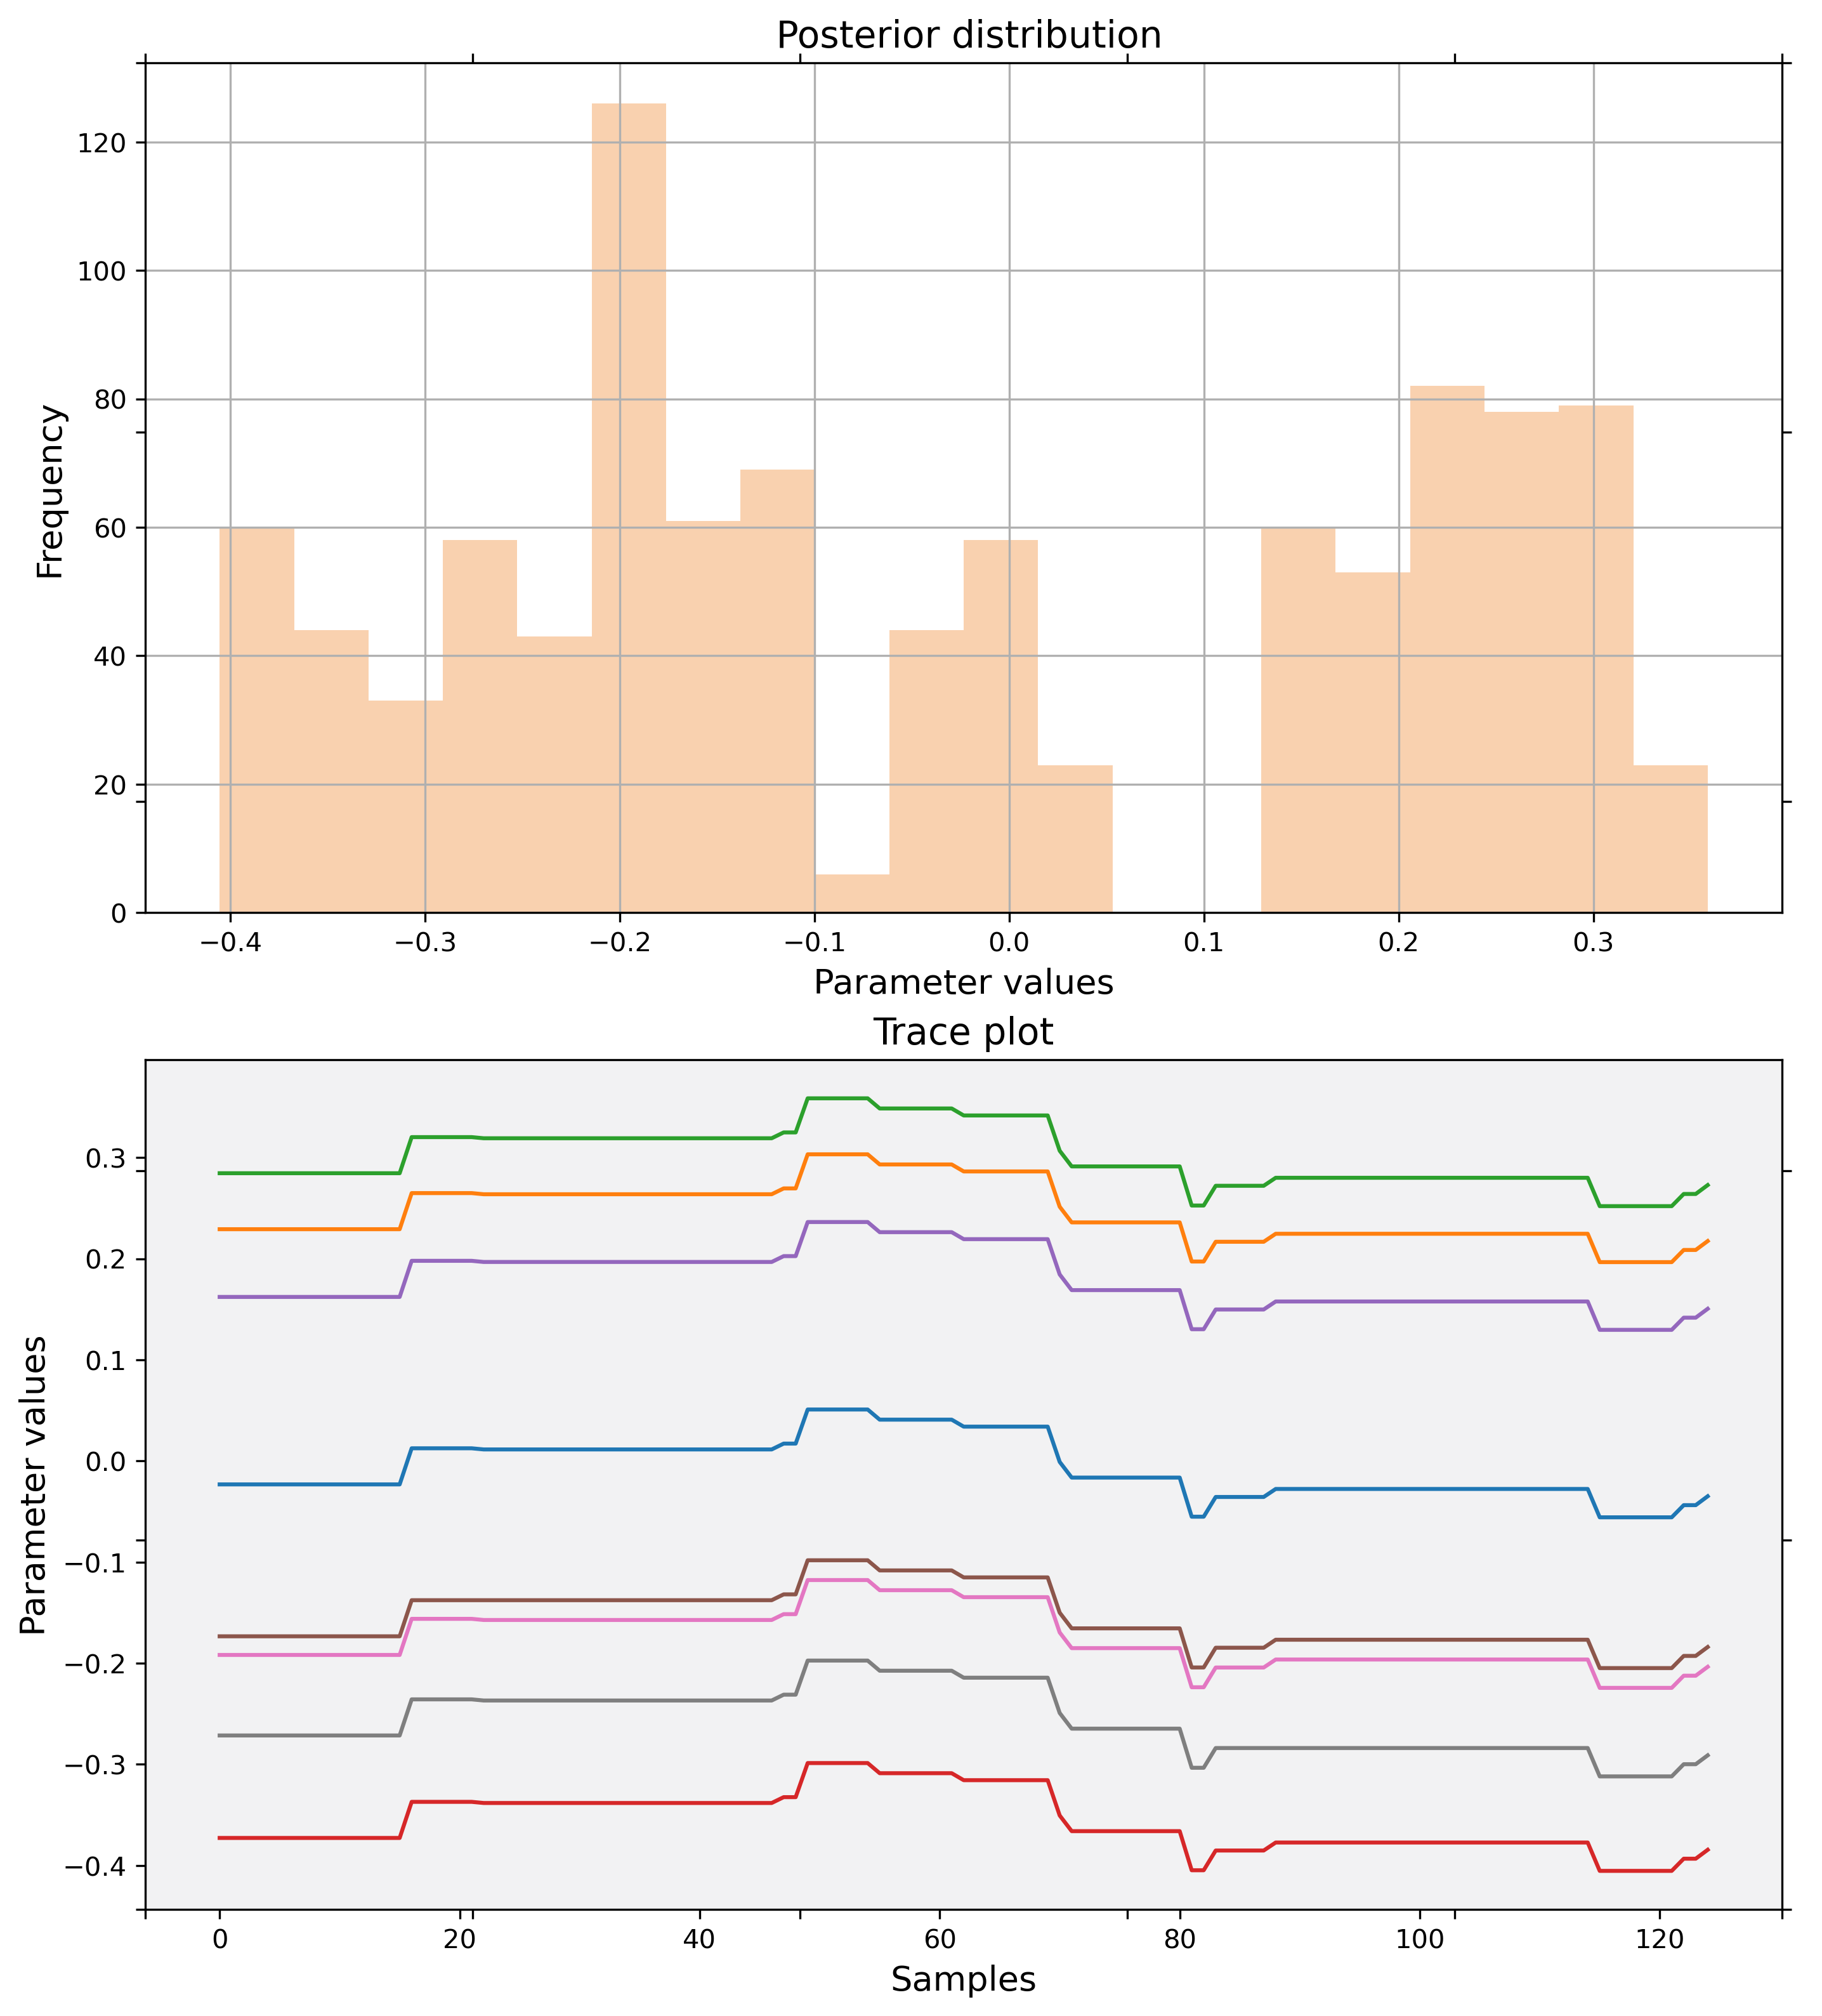 Posterior distribution
120
100
80
60
40
20
0
Frequency
−0.4 −0.3 −0.2 −0.1 0.0 0.1 0.2 0.3
Parameter values
Trace plot
0.3
0.2
0.1
0.0
−0.1
−0.2
−0.3
−0.4
Parameter values
0 20 40 60 80 100 120
Samples